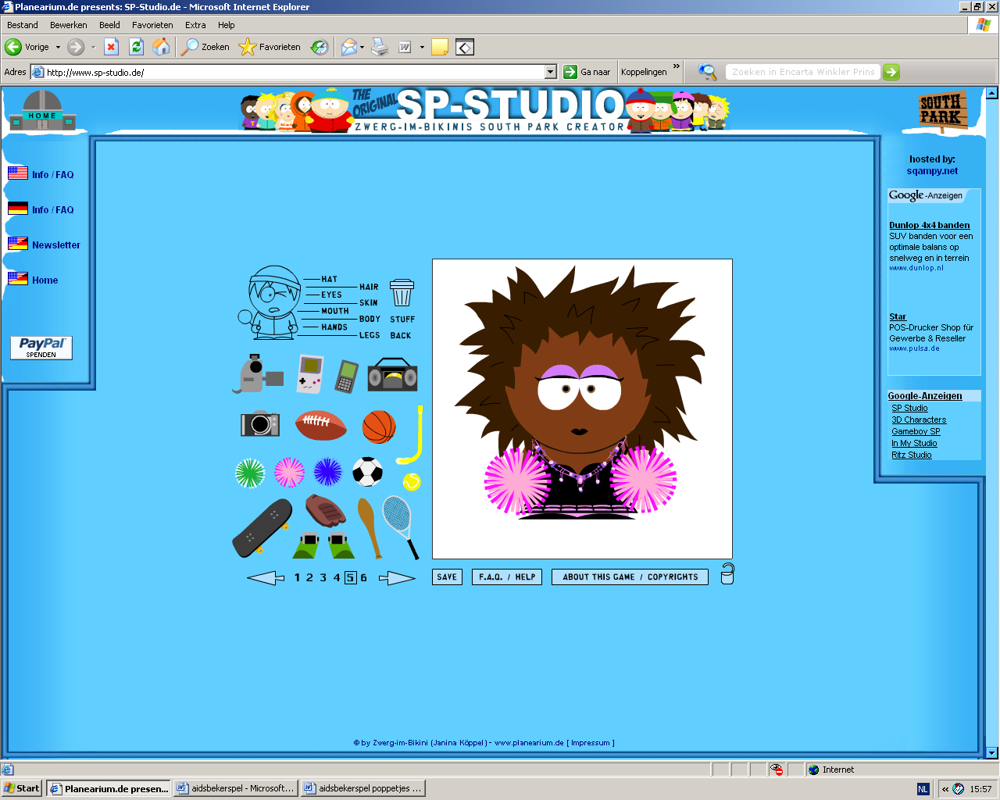 Planearium.de presents: SP-Studio.de - Microsoft Internet Explorer
Bestand Bewerken Beeld Favorieten Extra Help
Vorige Zoeken Favorieten
Adres http://www.sp-studio.de/ Ga naar Koppelingen » Zoeken in Encarta Winkler Prins
HOME
THE ORIGINAL SP-STUDIO
ZWERG-IM-BIKINIS SOUTH PARK CREATOR
SOUTH PARK
Info / FAQ
Info / FAQ
Newsletter
Home
PayPal
SPENDEN
HAT
HAIR
EYES
SKIN
MOUTH
BODY
HANDS
LEGS
STUFF
BACK
1 2 3 4 5 6
SAVE
F.A.Q. / HELP
ABOUT THIS GAME / COPYRIGHTS
hosted by:
sqampy.net
Google-Anzeigen
Dunlop 4x4 banden
SUV banden voor een
optimale balans op
snelweg en in terrein
www.dunlop.nl
Star
POS-Drucker Shop für
Gewerbe & Reseller
www.pulsa.de
Google-Anzeigen
SP Studio
3D Characters
Gameboy SP
In My Studio
Ritz Studio
© by Zwerg-im-Bikini (Janina Köppel) - www.planearium.de [ Impressum ]
Internet
Start Planearium.de presen... aidsbekerspel - Microsoft... aidsbekerspel poppetjes ... NL « 15:57